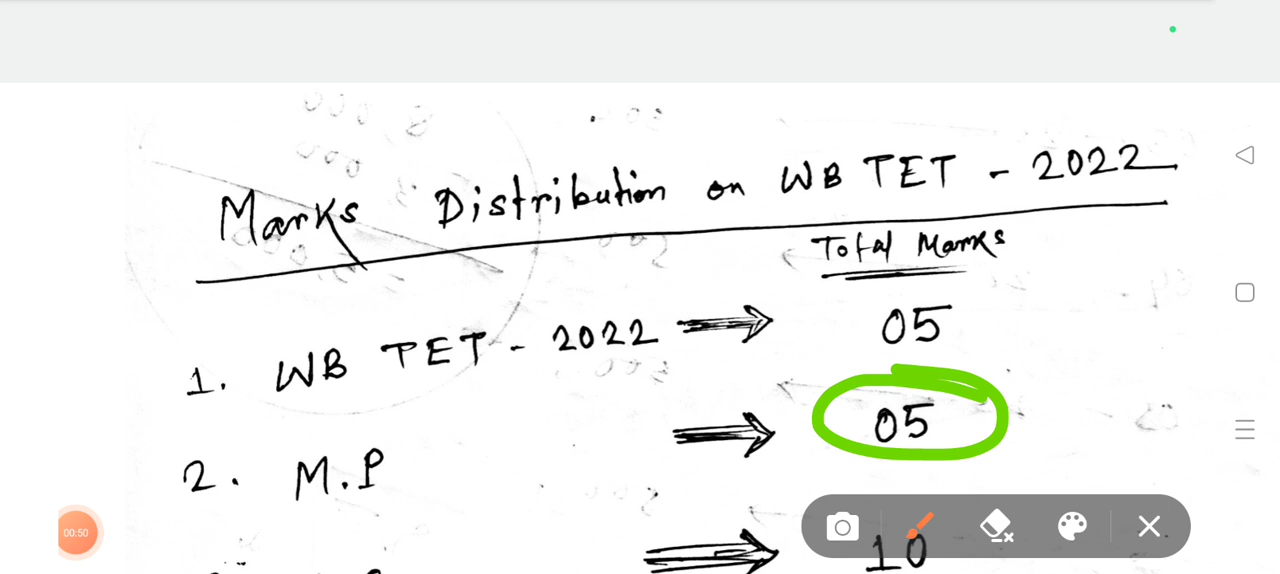 Marks Distribution on WB TET - 2022
Total Marks
1. WB TET - 2022 ⇒ 05
2. M.P ⇒ 05
⇒ 10
00:50